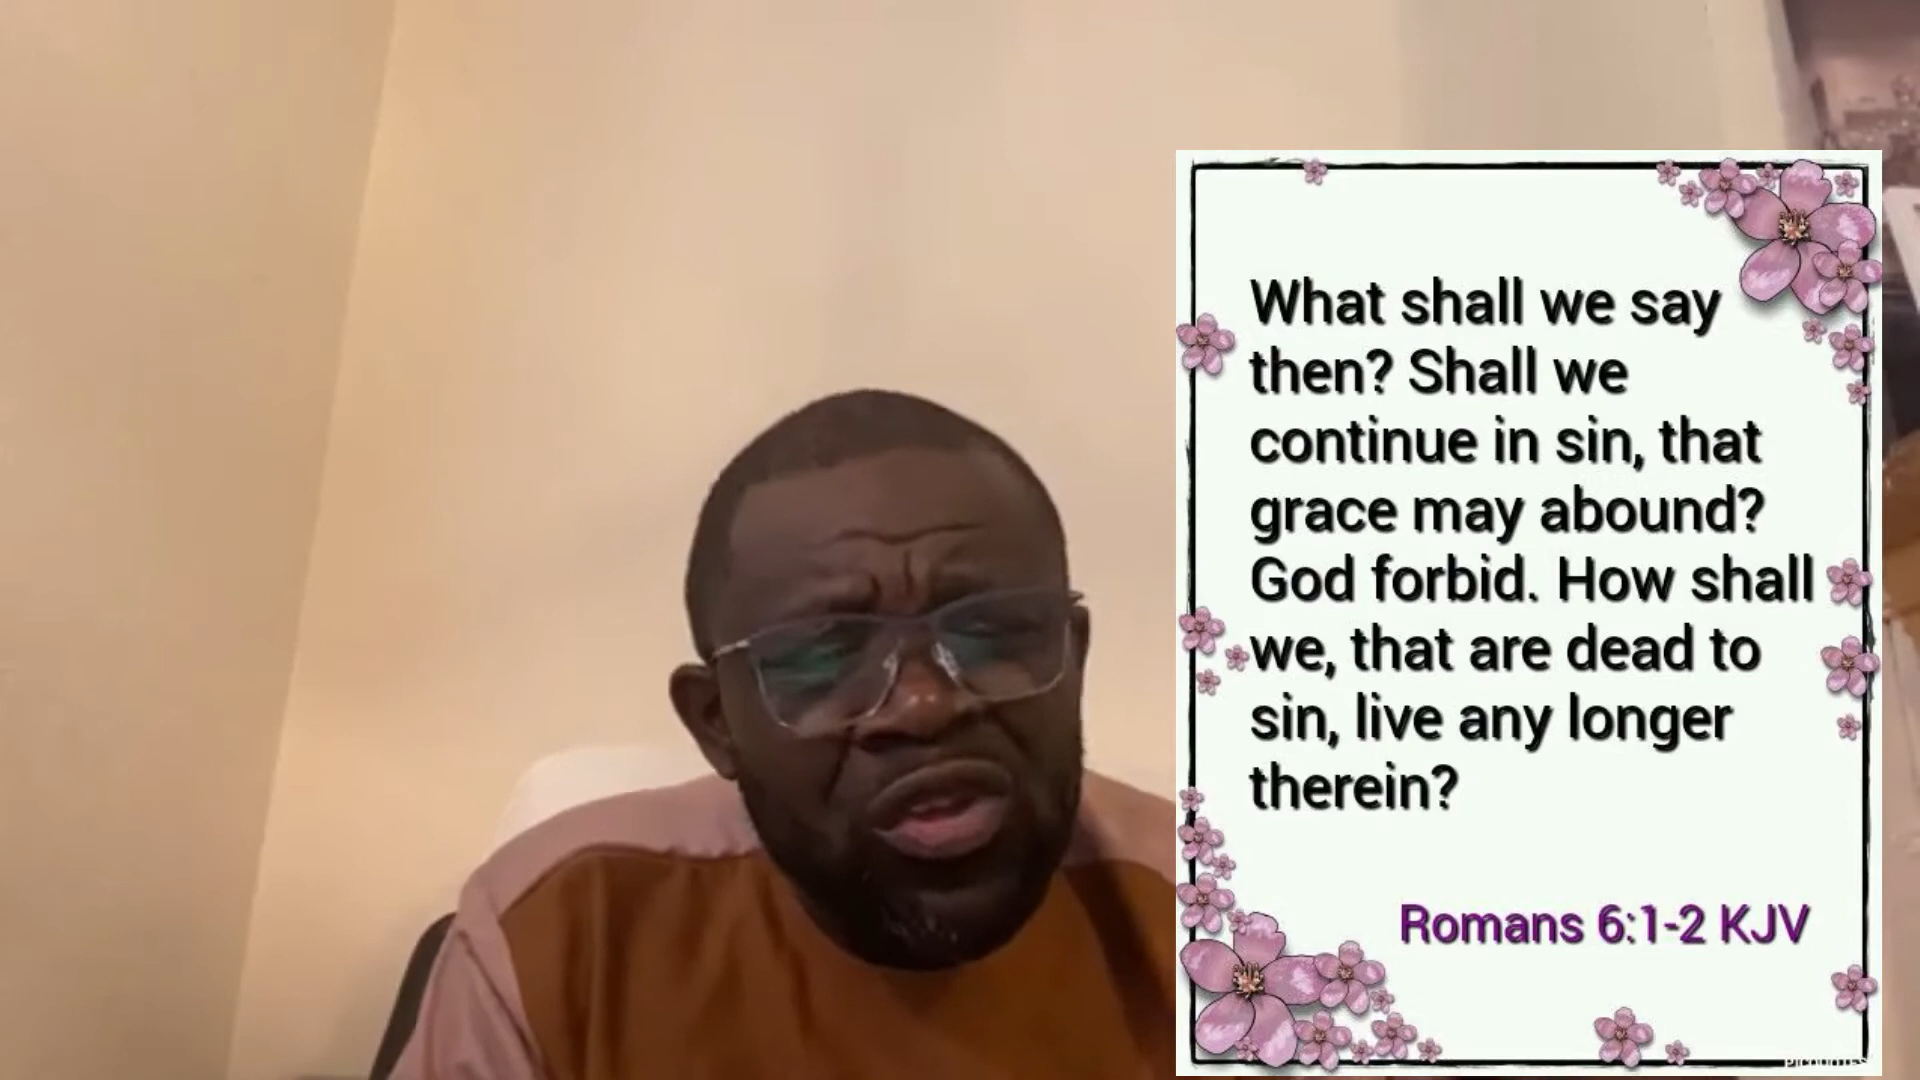 What shall we say
then? Shall we
continue in sin, that
grace may abound?
God forbid. How shall
we, that are dead to
sin, live any longer
therein?
Romans 6:1-2 KJV